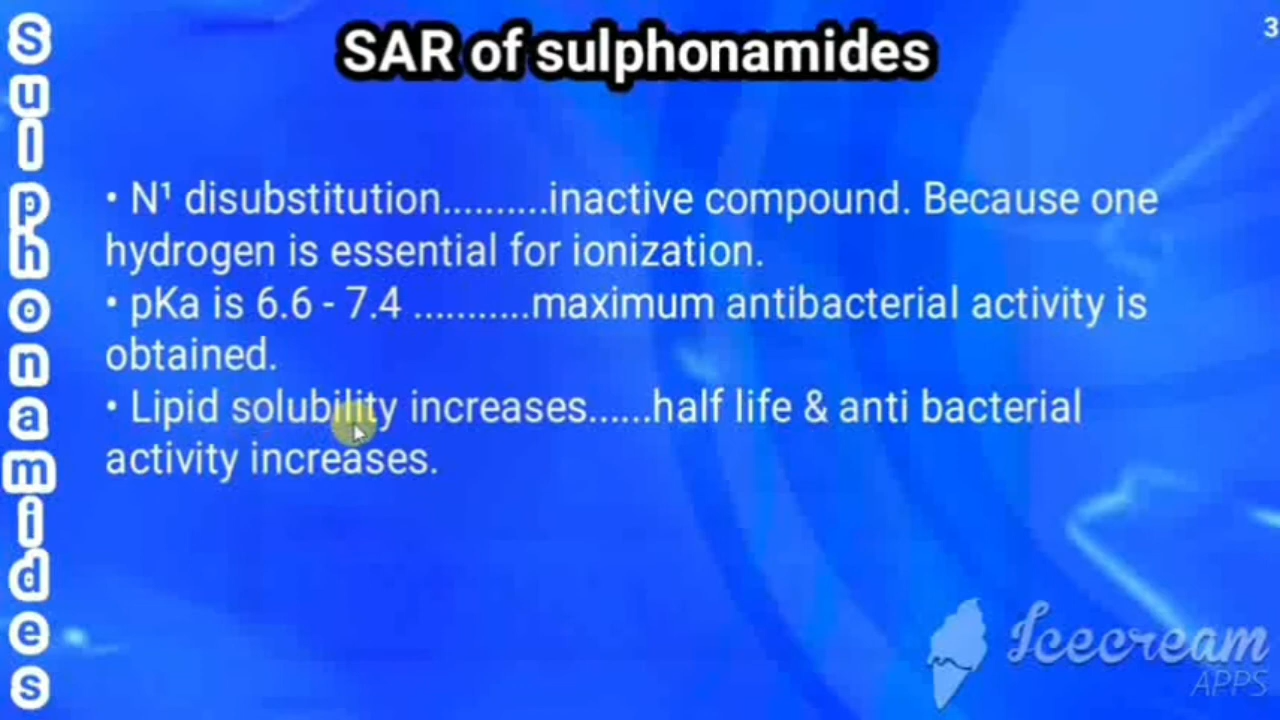 SAR of sulphonamides
3
Sulphonamides
• N¹ disubstitution..........inactive compound. Because one
hydrogen is essential for ionization.
• pKa is 6.6 - 7.4 ...........maximum antibacterial activity is
obtained.
• Lipid solubility increases......half life & anti bacterial
activity increases.
Icecream
APPS